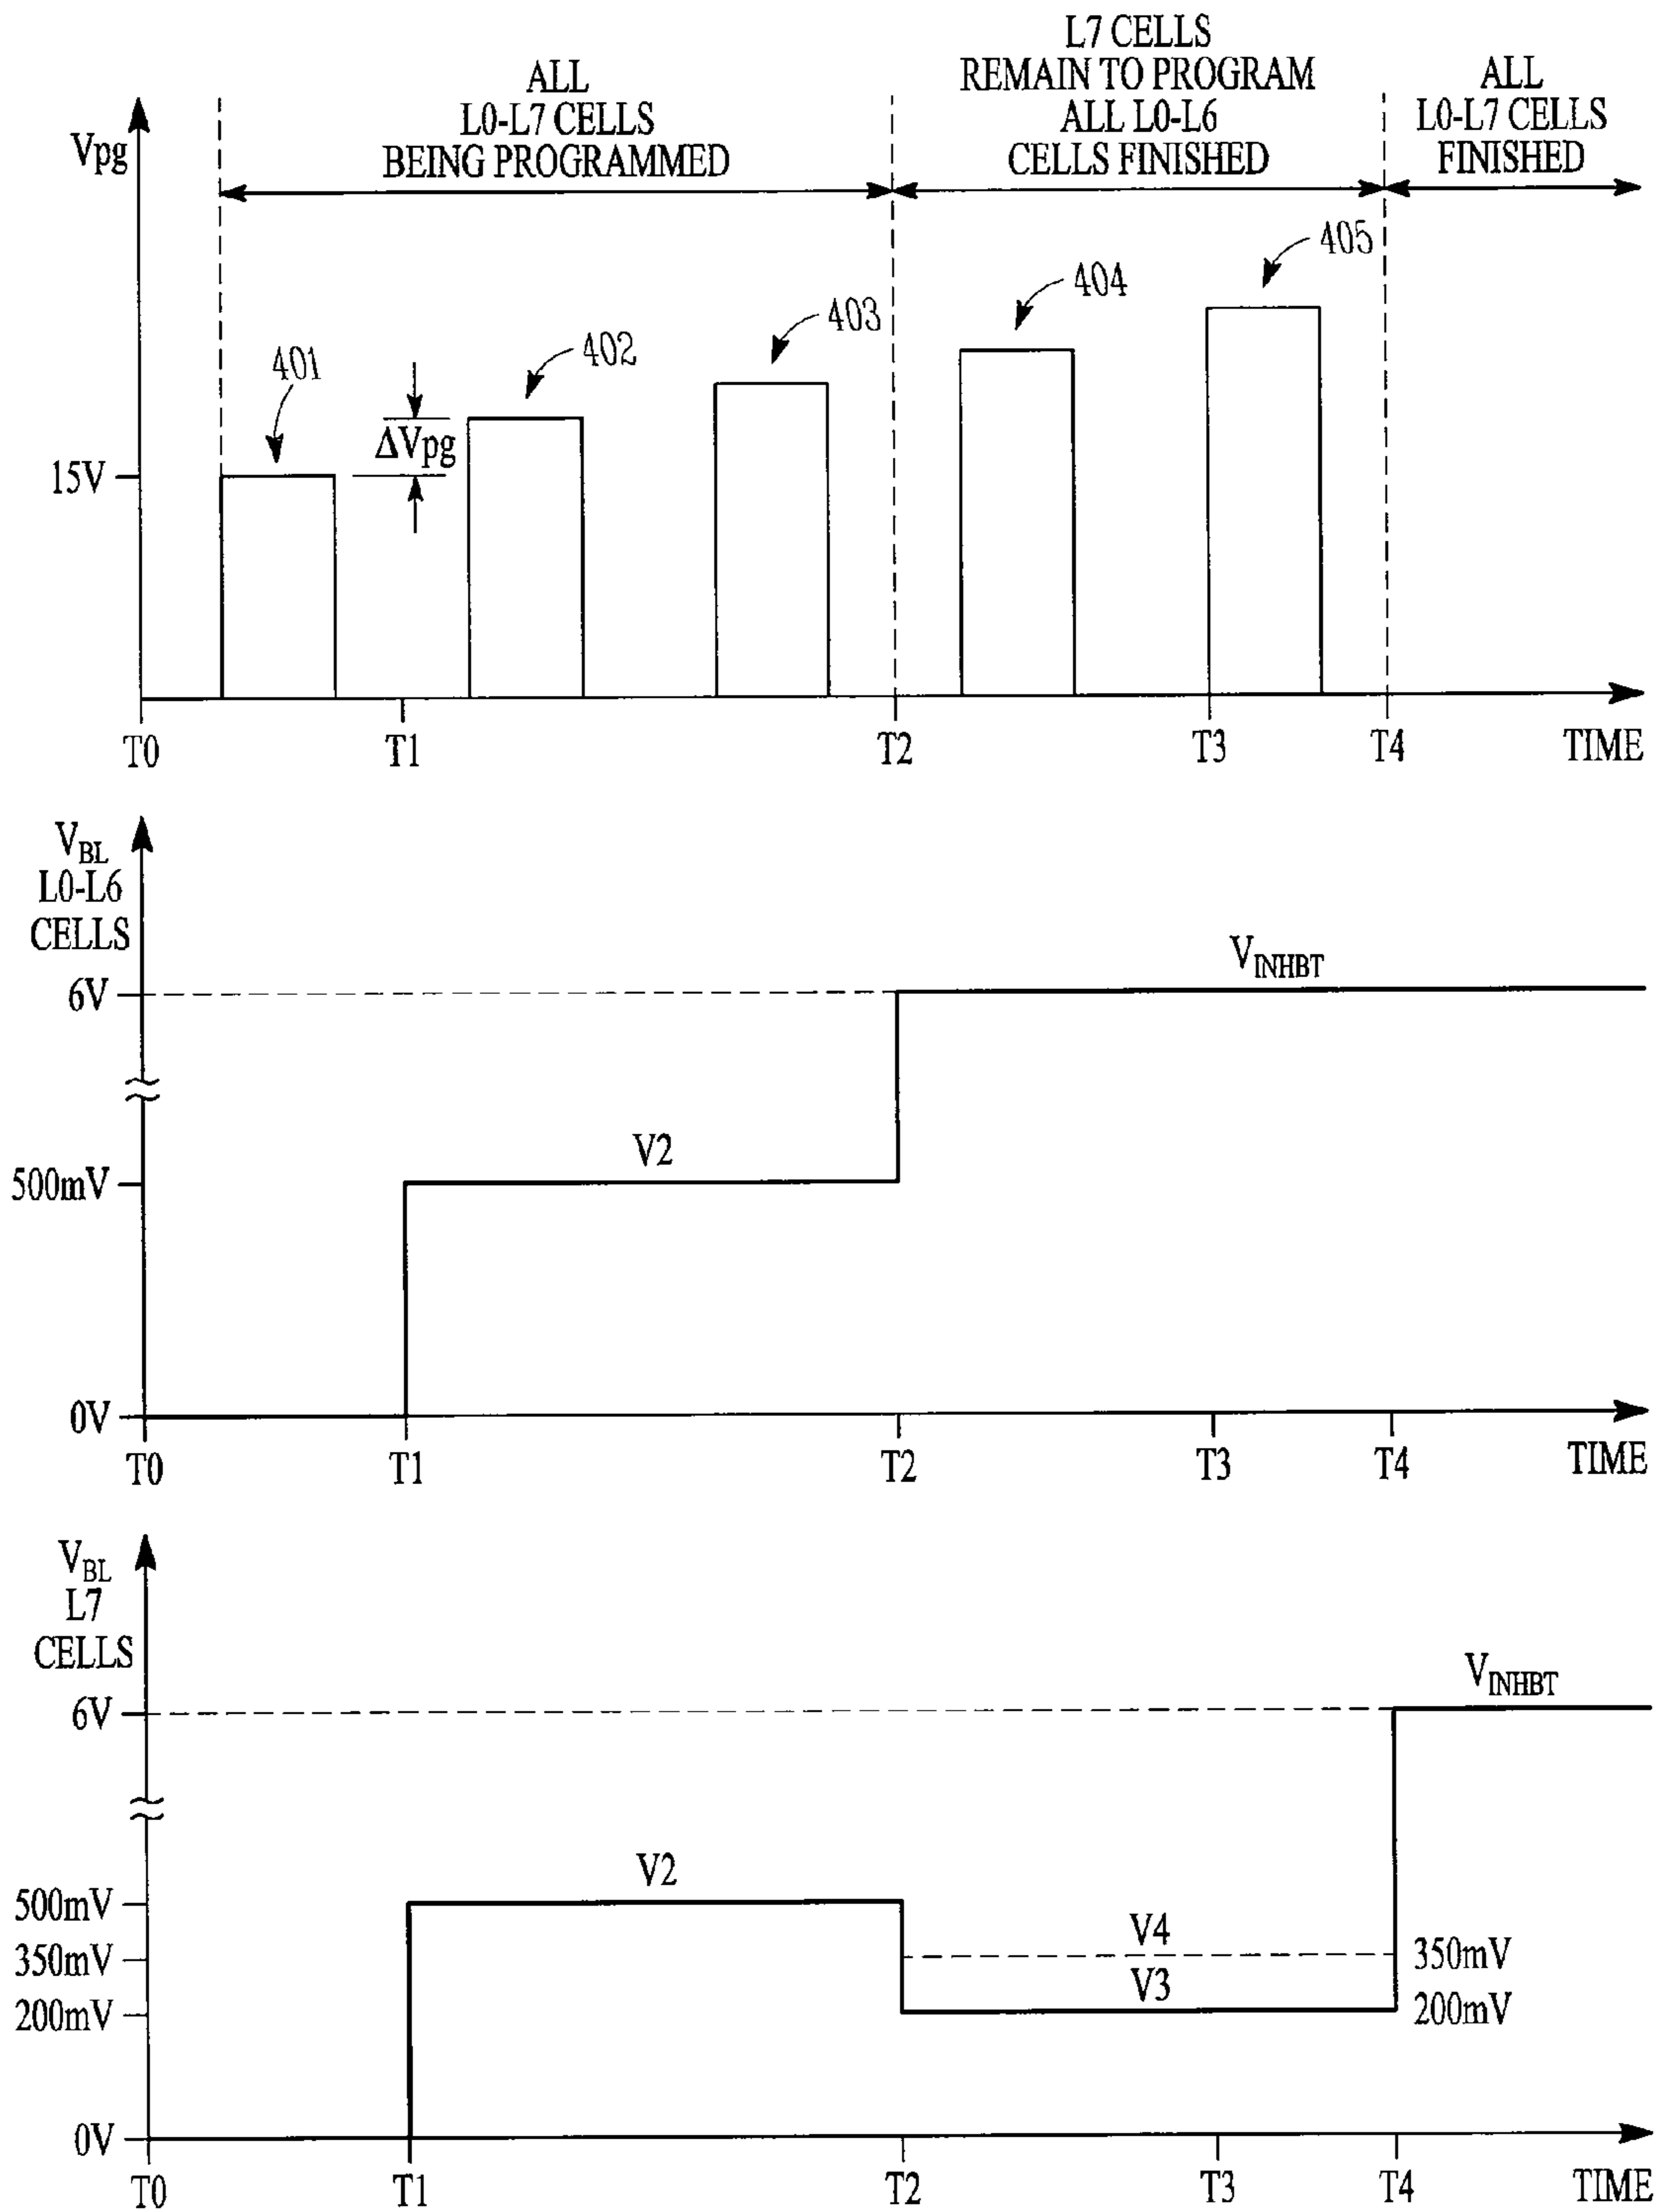 ALL
L0-L7 CELLS
BEING PROGRAMMED
L7 CELLS
REMAIN TO PROGRAM
ALL L0-L6
CELLS FINISHED
ALL
L0-L7 CELLS
FINISHED
Vpg
401
402
403
404
405
ΔVpg
15V
T0
T1
T2
T3
T4
TIME
VBL
L0-L6
CELLS
6V
VINHBT
500mV
V2
0V
T0
T1
T2
T3
T4
TIME
VBL
L7
CELLS
6V
VINHBT
V2
500mV
350mV
200mV
V4
V3
350mV
200mV
0V
T0
T1
T2
T3
T4
TIME